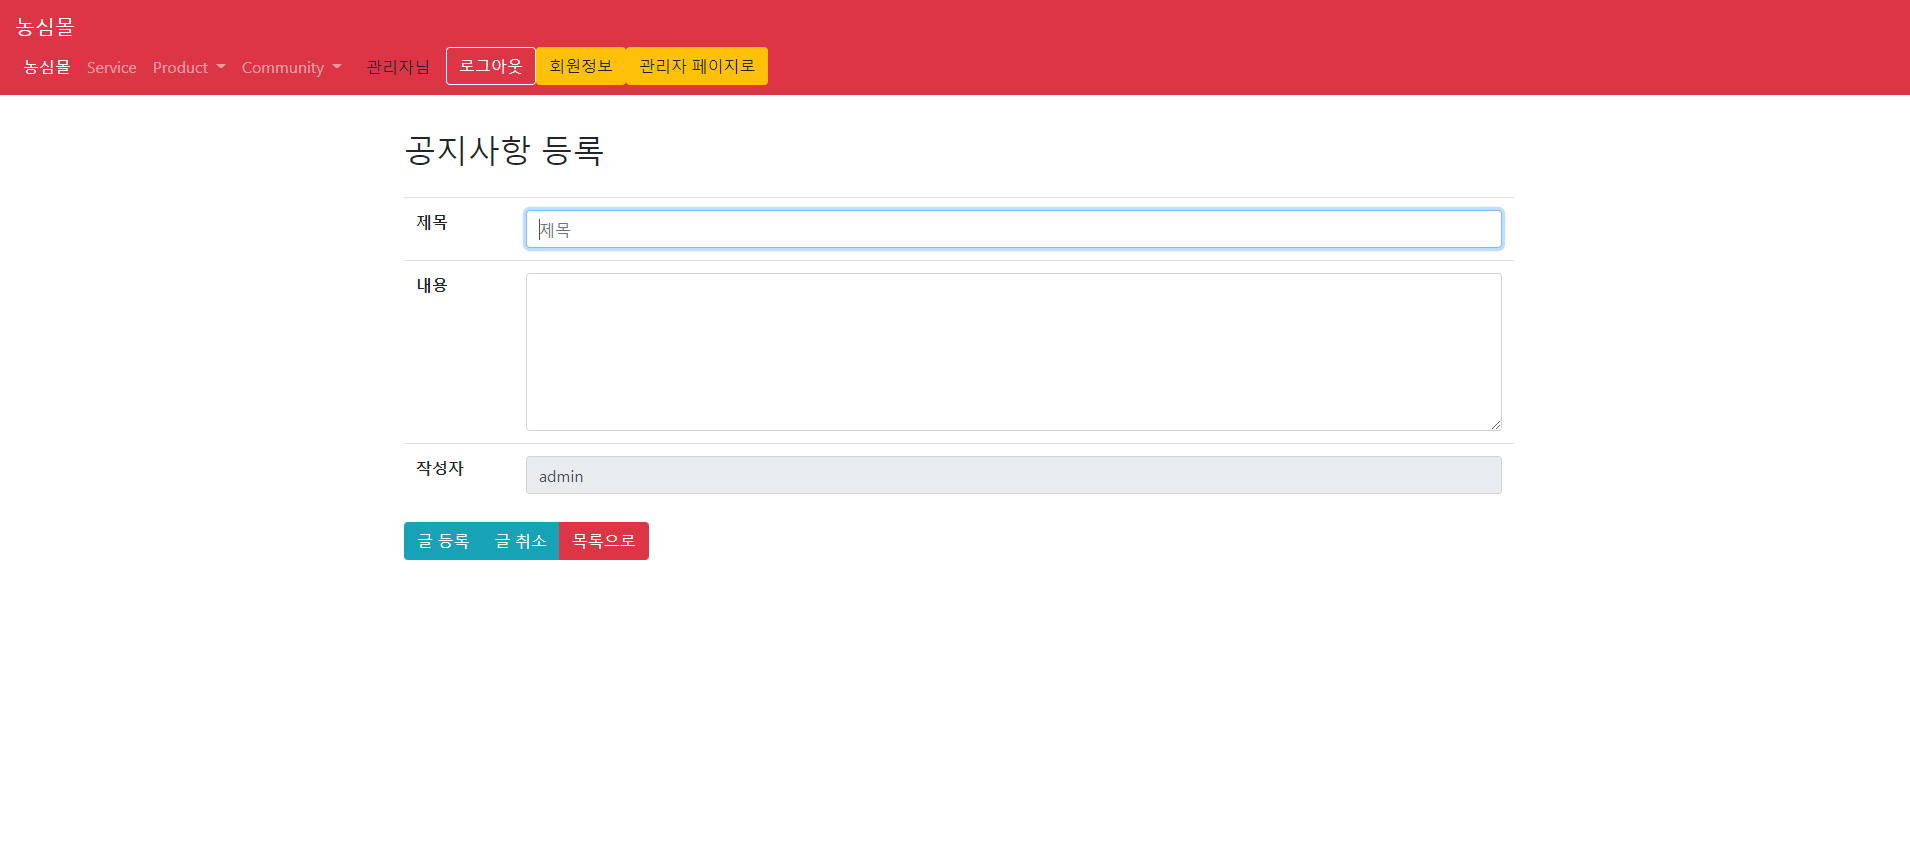 농심몰
농심몰 Service Product Community 관리자님 로그아웃 회원정보 관리자 페이지로
공지사항 등록
제목 제목
내용
작성자 admin
글 등록 글 취소 목록으로